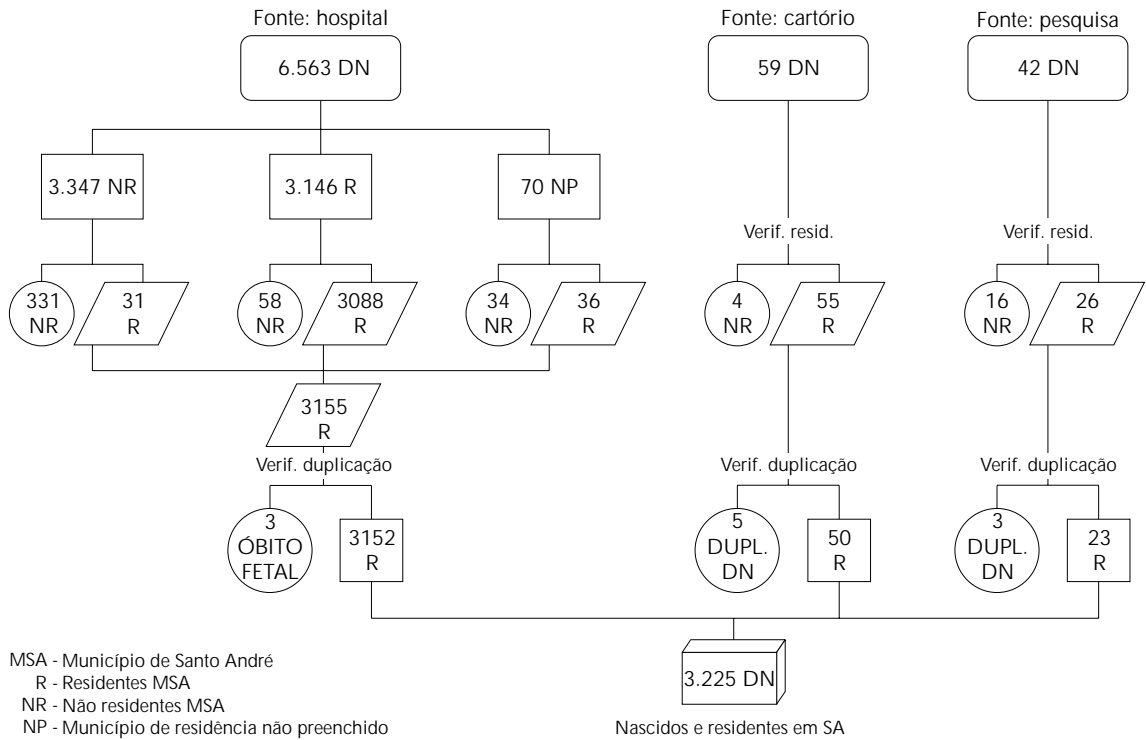 Fonte: hospital
Fonte: cartório
Fonte: pesquisa
6.563 DN
59 DN
42 DN
3.347 NR
3.146 R
70 NP
Verif. resid.
Verif. resid.
331
NR
31
R
58
NR
3088
R
34
NR
36
R
4
NR
55
R
16
NR
26
R
3155
R
Verif. duplicação
Verif. duplicação
Verif. duplicação
3
ÓBITO
FETAL
3152
R
5
DUPL.
DN
50
R
3
DUPL.
DN
23
R
3.225 DN
Nascidos e residentes em SA
MSA - Município de Santo André
R - Residentes MSA
NR - Não residentes MSA
NP - Município de residência não preenchido